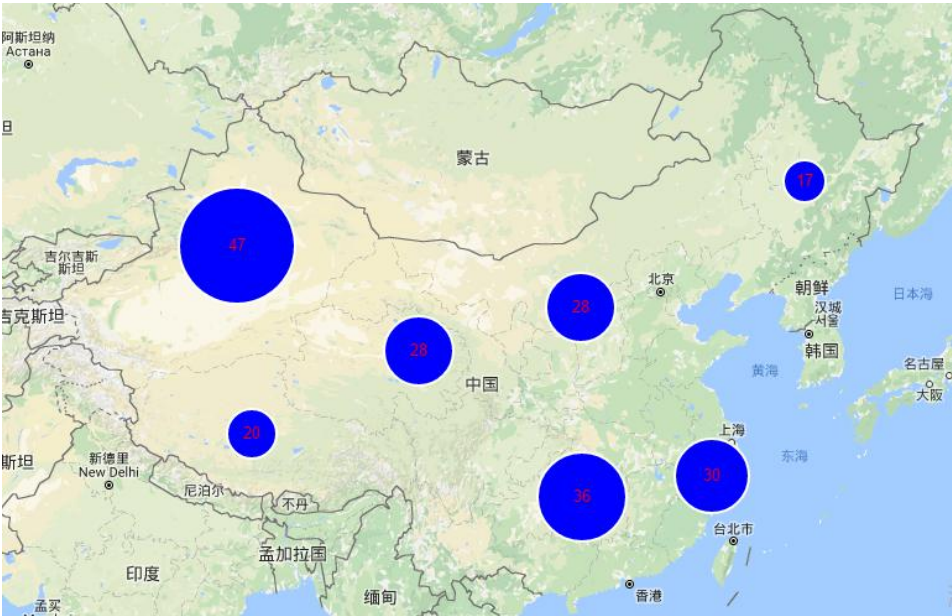 阿斯坦纳
Астана
坦
蒙古
17
47
吉尔吉斯
斯坦
北京
朝鲜
日本海
28
汉城
서울
吉克斯坦
韩国
28
名古屋
黄海
中国
大阪
20
上海
斯坦
新德里
New Delhi
东海
30
尼泊尔
36
不丹
台北市
孟加拉国
印度
缅甸
香港
孟买